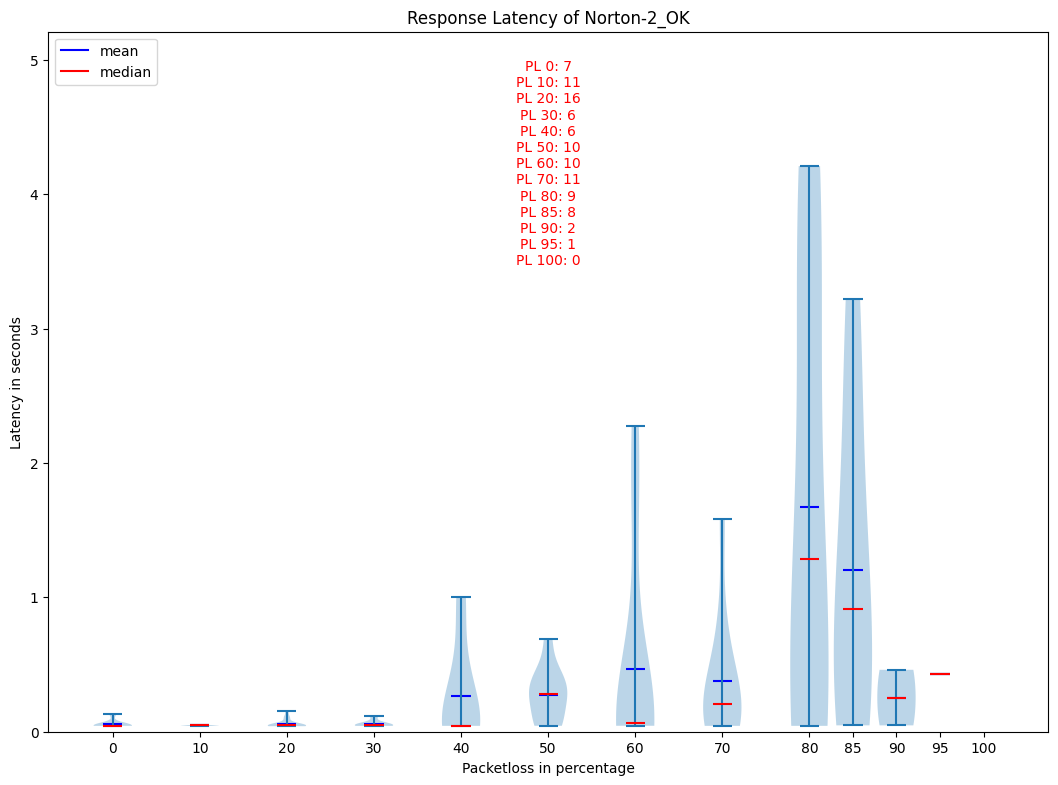 Response Latency of Norton-2_OK
mean
median
PL 0: 7
PL 10: 11
PL 20: 16
PL 30: 6
PL 40: 6
PL 50: 10
PL 60: 10
PL 70: 11
PL 80: 9
PL 85: 8
PL 90: 2
PL 95: 1
PL 100: 0
Latency in seconds
5
4
3
2
1
0
0 10 20 30 40 50 60 70 80 85 90 95 100
Packetloss in percentage